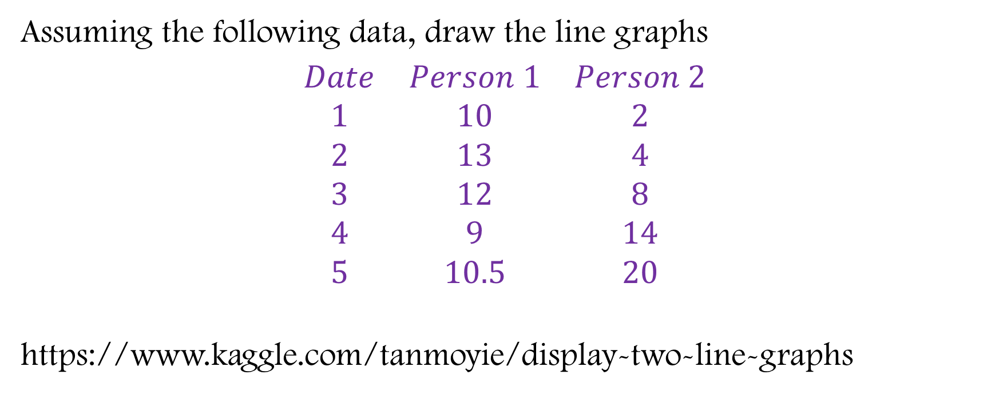 Assuming the following data, draw the line graphs
Date Person 1 Person 2
1 10 2
2 13 4
3 12 8
4 9 14
5 10.5 20
https://www.kaggle.com/tanmoyie/display-two-line-graphs